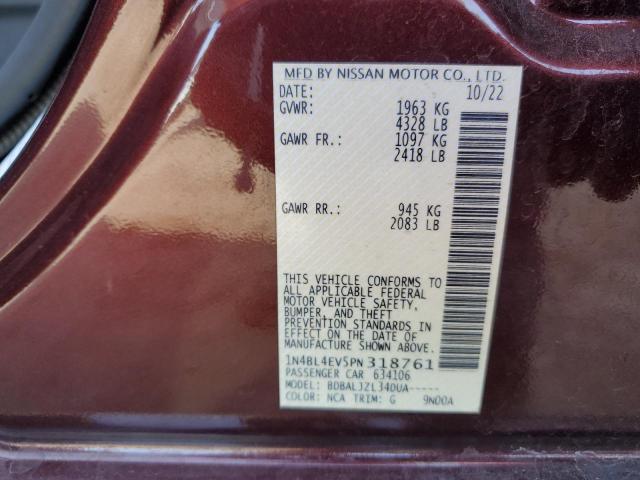 MFD BY NISSAN MOTOR CO., LTD.
DATE: 10/22
GVWR: 1963 KG
4328 LB
GAWR FR.: 1097 KG
2418 LB
GAWR RR.: 945 KG
2083 LB
THIS VEHICLE CONFORMS TO
ALL APPLICABLE FEDERAL
MOTOR VEHICLE SAFETY,
BUMPER, AND THEFT
PREVENTION STANDARDS IN
EFFECT ON THE DATE OF
MANUFACTURE SHOWN ABOVE.
1N4BL4EV5PN318761
PASSENGER CAR 634106
MODEL: BDBALJZL34DUA-----
COLOR: NCA TRIM: G 9N00A